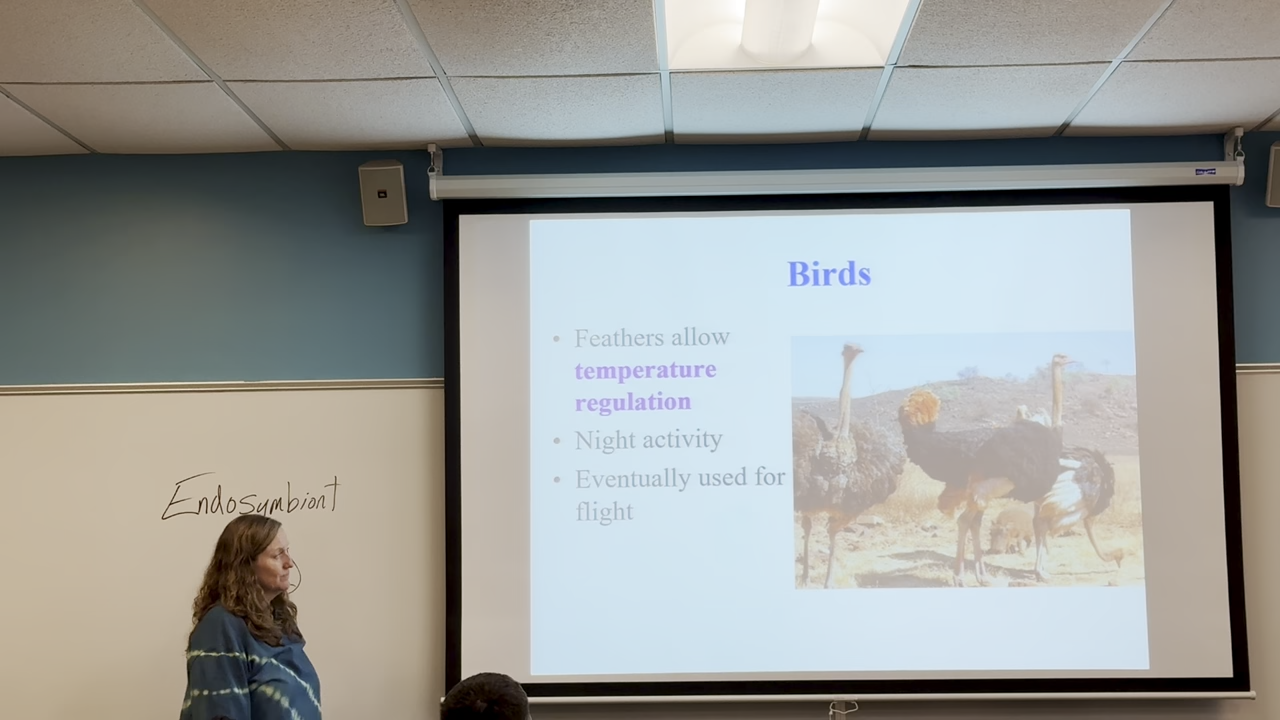 Birds
• Feathers allow
temperature
regulation
• Night activity
• Eventually used for
flight
Endosymbiont